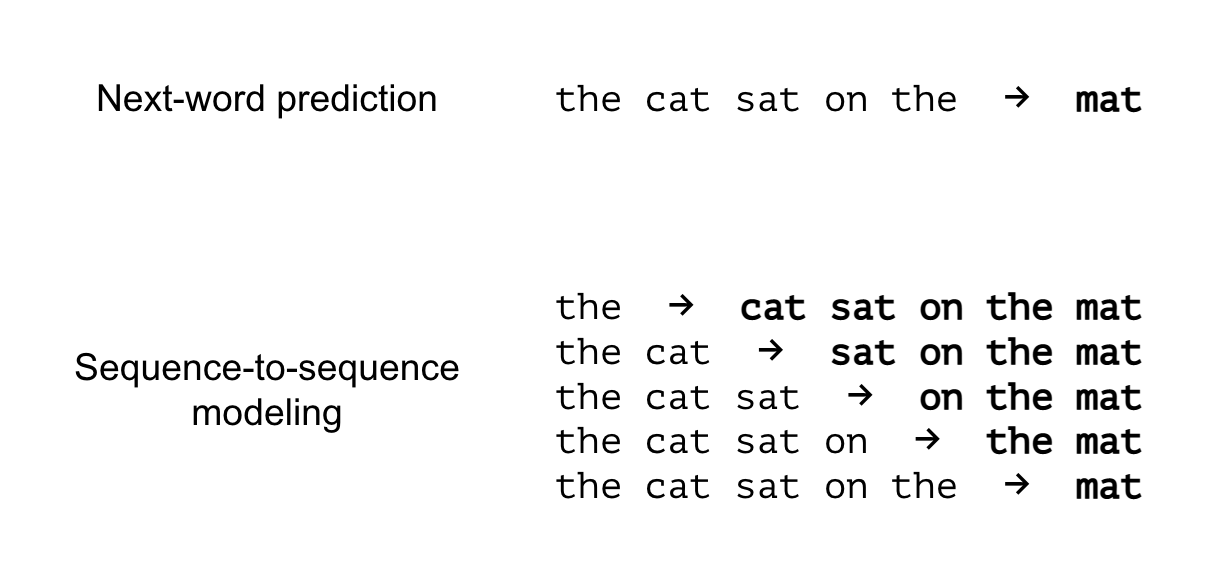 Next-word prediction
the cat sat on the → mat
Sequence-to-sequence
modeling
the → cat sat on the mat
the cat → sat on the mat
the cat sat → on the mat
the cat sat on → the mat
the cat sat on the → mat